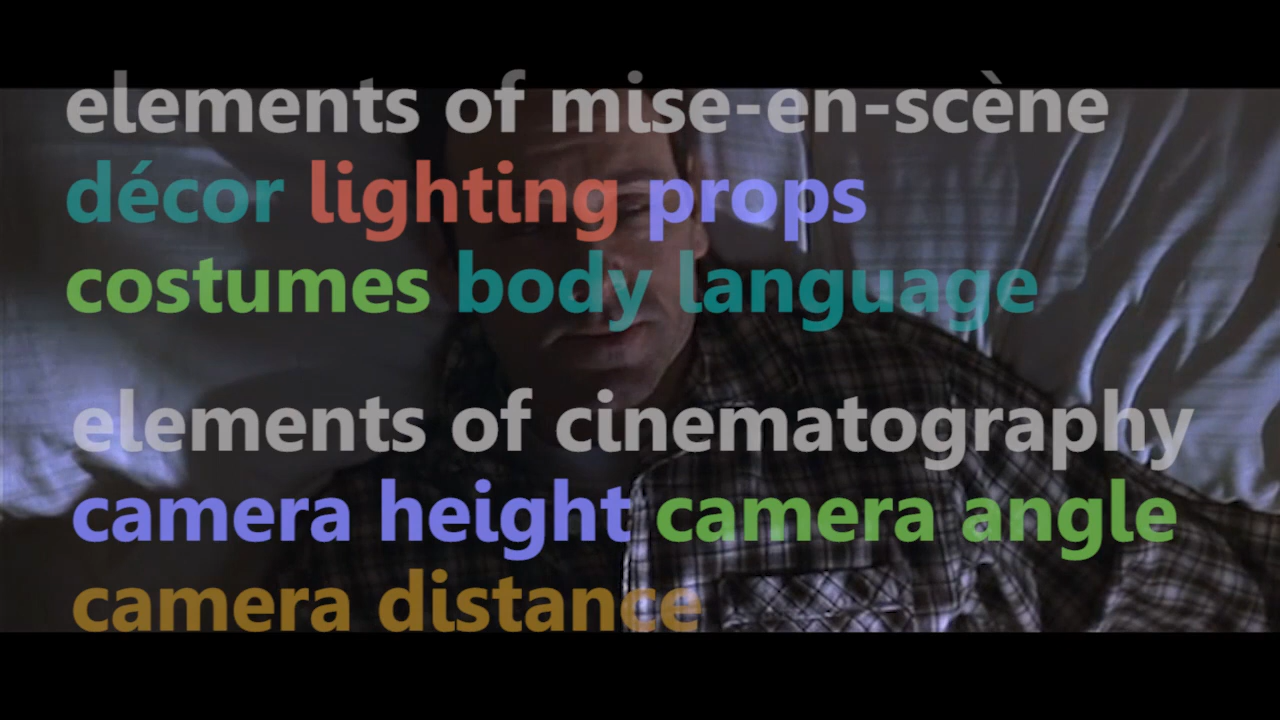 elements of mise-en-scène
décor lighting props
costumes body language
elements of cinematography
camera height camera angle
camera distance